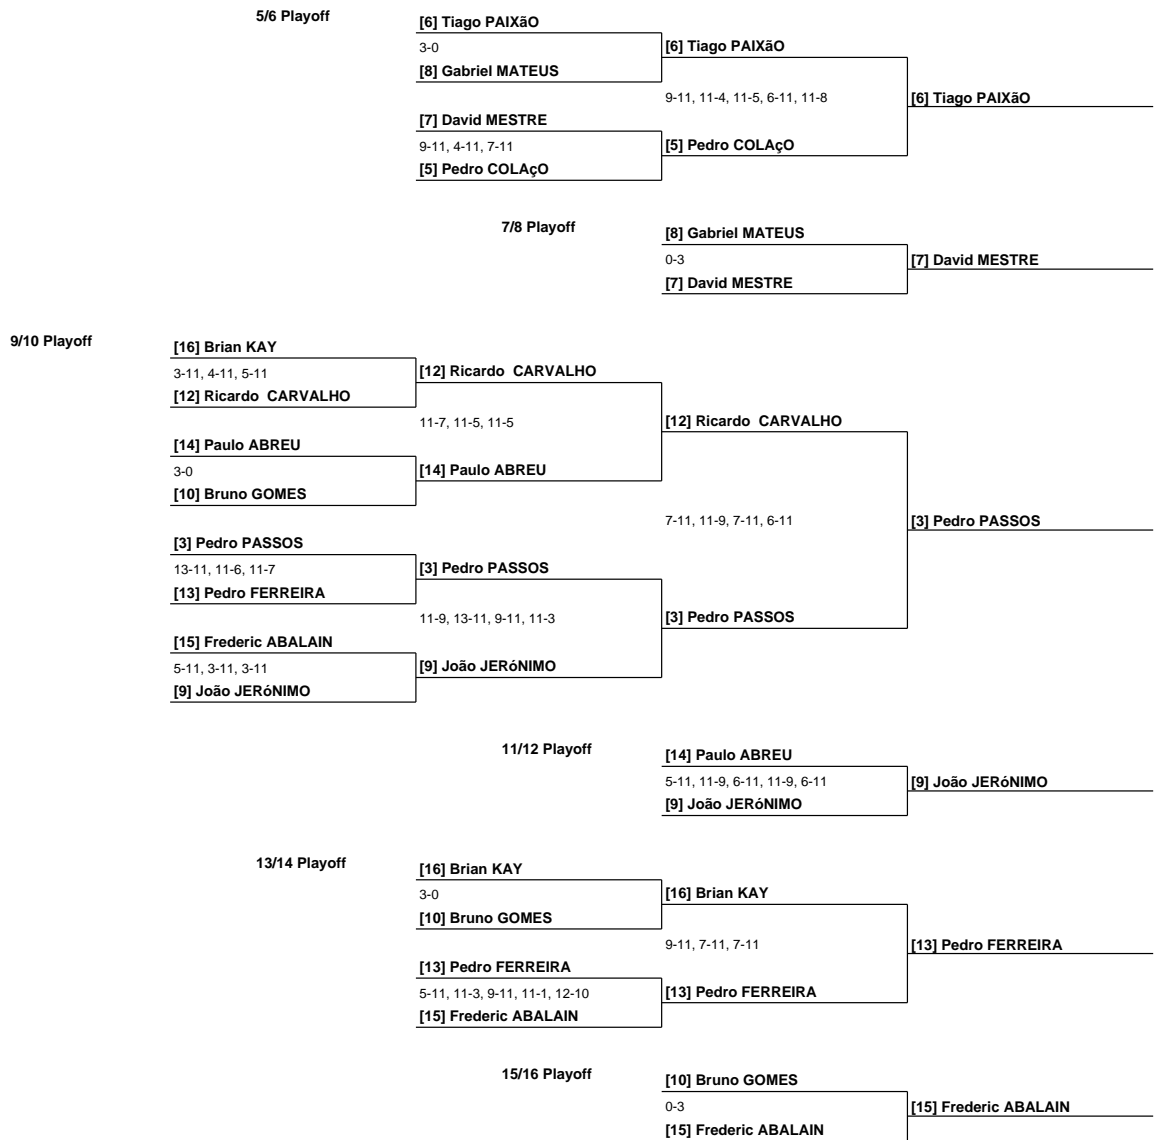 5/6 Playoff
[6] Tiago PAIXãO
3-0
[8] Gabriel MATEUS
[6] Tiago PAIXãO
9-11, 11-4, 11-5, 6-11, 11-8
[6] Tiago PAIXãO
[7] David MESTRE
9-11, 4-11, 7-11
[5] Pedro COLAçO
[5] Pedro COLAçO
7/8 Playoff
[8] Gabriel MATEUS
0-3
[7] David MESTRE
[7] David MESTRE
9/10 Playoff
[16] Brian KAY
3-11, 4-11, 5-11
[12] Ricardo  CARVALHO
[12] Ricardo  CARVALHO
11-7, 11-5, 11-5
[12] Ricardo  CARVALHO
[14] Paulo ABREU
3-0
[10] Bruno GOMES
[14] Paulo ABREU
7-11, 11-9, 7-11, 6-11
[3] Pedro PASSOS
[3] Pedro PASSOS
13-11, 11-6, 11-7
[13] Pedro FERREIRA
[3] Pedro PASSOS
11-9, 13-11, 9-11, 11-3
[3] Pedro PASSOS
[15] Frederic ABALAIN
5-11, 3-11, 3-11
[9] João JERóNIMO
[9] João JERóNIMO
11/12 Playoff
[14] Paulo ABREU
5-11, 11-9, 6-11, 11-9, 6-11
[9] João JERóNIMO
[9] João JERóNIMO
13/14 Playoff
[16] Brian KAY
3-0
[10] Bruno GOMES
[16] Brian KAY
9-11, 7-11, 7-11
[13] Pedro FERREIRA
[13] Pedro FERREIRA
5-11, 11-3, 9-11, 11-1, 12-10
[15] Frederic ABALAIN
[13] Pedro FERREIRA
15/16 Playoff
[10] Bruno GOMES
0-3
[15] Frederic ABALAIN
[15] Frederic ABALAIN